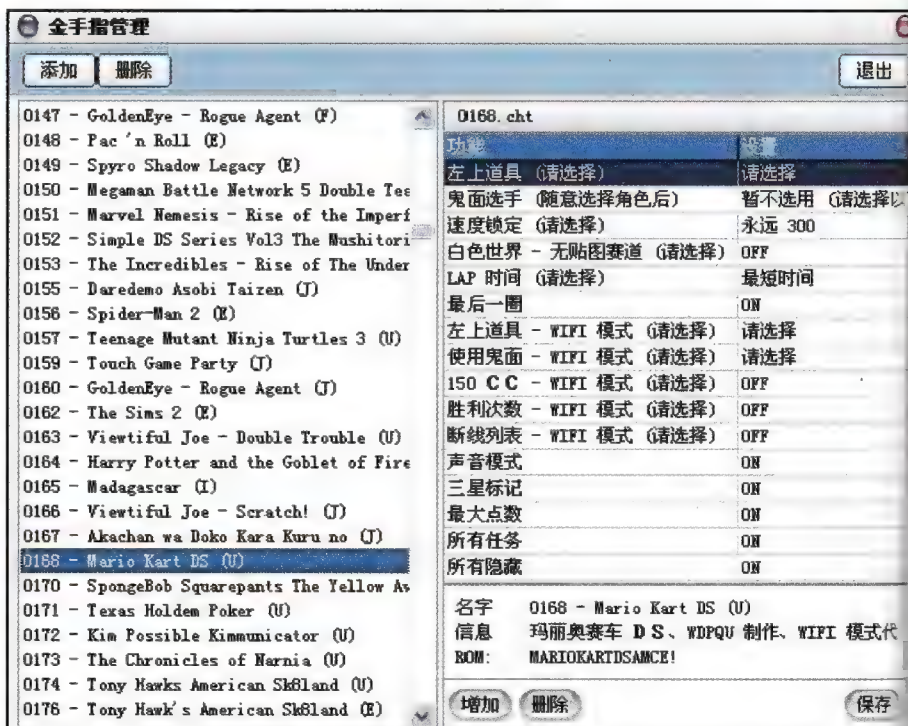 金手指管理
添加 删除 退出
0147 - GoldenEye - Rogue Agent (F)
0148 - Pac 'n Roll (E)
0149 - Spyro Shadow Legacy (E)
0150 - Megaman Battle Network 5 Double Tea
0151 - Marvel Nemesis - Rise of the Imperf
0152 - Simple DS Series Vol3 The Mushitori
0153 - The Incredibles - Rise of The Under
0155 - Daredemo Asobi Taizen (J)
0156 - Spider-Man 2 (E)
0157 - Teenage Mutant Ninja Turtles 3 (U)
0159 - Touch Game Party (J)
0160 - GoldenEye - Rogue Agent (J)
0162 - The Sims 2 (E)
0163 - Viewtiful Joe - Double Trouble (U)
0164 - Harry Potter and the Goblet of Fire
0165 - Madagascar (I)
0166 - Viewtiful Joe - Scratch! (J)
0167 - Akachan wa Doko Kara Kuru no (J)
0168 - Mario Kart DS (U)
0170 - SpongeBob Squarepants The Yellow Av
0171 - Texas Holdem Poker (U)
0172 - Kim Possible Kimmunicator (U)
0173 - The Chronicles of Narnia (U)
0174 - Tony Hawks American Sk8land (U)
0176 - Tony Hawk's American Sk8land (E)
0168.cht
功能 设置
左上道具 (请选择) 请选择
鬼面选手 (随意选择角色后) 暂不选用 (请选择以
速度锁定 (请选择) 永远 300
白色世界 - 无贴图赛道 (请选择) OFF
LAP 时间 (请选择) 最短时间
最后一圈 ON
左上道具 - WIFI 模式 (请选择) 请选择
使用鬼面 - WIFI 模式 (请选择) 请选择
150 CC - WIFI 模式 (请选择) OFF
胜利次数 - WIFI 模式 (请选择) OFF
断线列表 - WIFI 模式 (请选择) OFF
声音模式 ON
三星标记 ON
最大点数 ON
所有任务 ON
所有隐藏 ON
名字 0168 - Mario Kart DS (U)
信息 玛丽奥赛车 DS、WDPQU 制作、WIFI 模式代
ROM: MARIOKARTDSAMCE!
增加 删除 保存